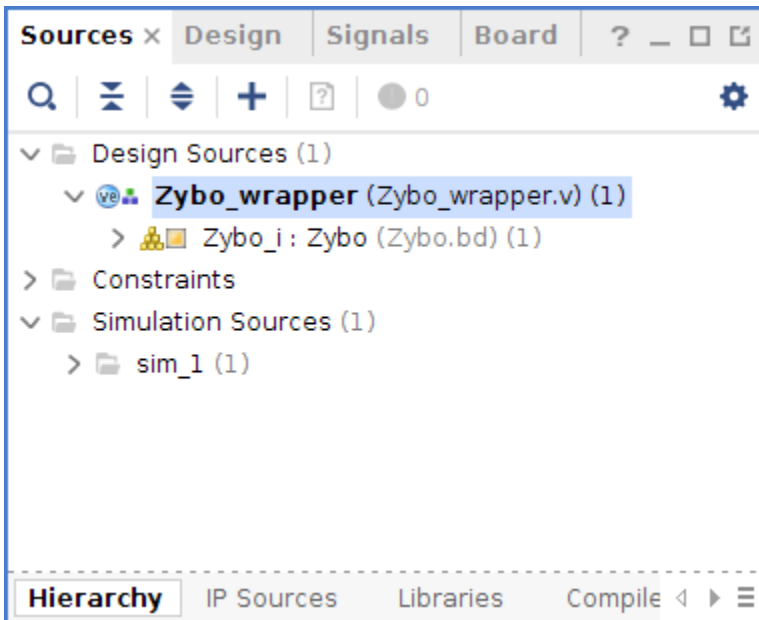 Sources × Design Signals Board ?
? 0
Design Sources (1)
ve Zybo_wrapper (Zybo_wrapper.v) (1)
Zybo_i : Zybo (Zybo.bd) (1)
Constraints
Simulation Sources (1)
sim_1 (1)
Hierarchy IP Sources Libraries Compile